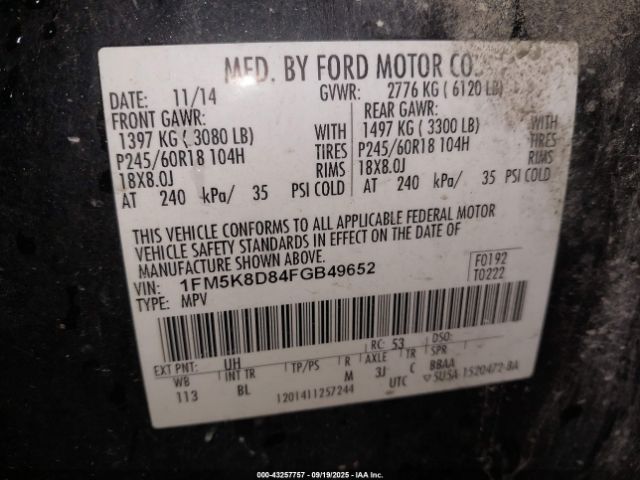 MFD. BY FORD MOTOR CO.
DATE: 11/14 GVWR: 2776 KG ( 6120 LB)
FRONT GAWR: REAR GAWR:
1397 KG ( 3080 LB) WITH 1497 KG ( 3300 LB) WITH
P245/60R18 104H TIRES P245/60R18 104H TIRES
18X8.0J RIMS 18X8.0J RIMS
AT 240 kPa/ 35 PSI COLD AT 240 kPa/ 35 PSI COLD
THIS VEHICLE CONFORMS TO ALL APPLICABLE FEDERAL MOTOR
VEHICLE SAFETY STANDARDS IN EFFECT ON THE DATE OF
MANUFACTURE SHOWN ABOVE.
VIN: 1FM5K8D84FGB49652 F0192
TYPE: MPV T0222
EXT PNT: UH RC: 53 DSO:
WB INT TR TP/PS R AXLE TR SPR
113 BL M 3J C BBAA
1201411257244 UTC ▽SUSA-1520472-BA
000-43257757 - 09/19/2025 - IAA Inc.